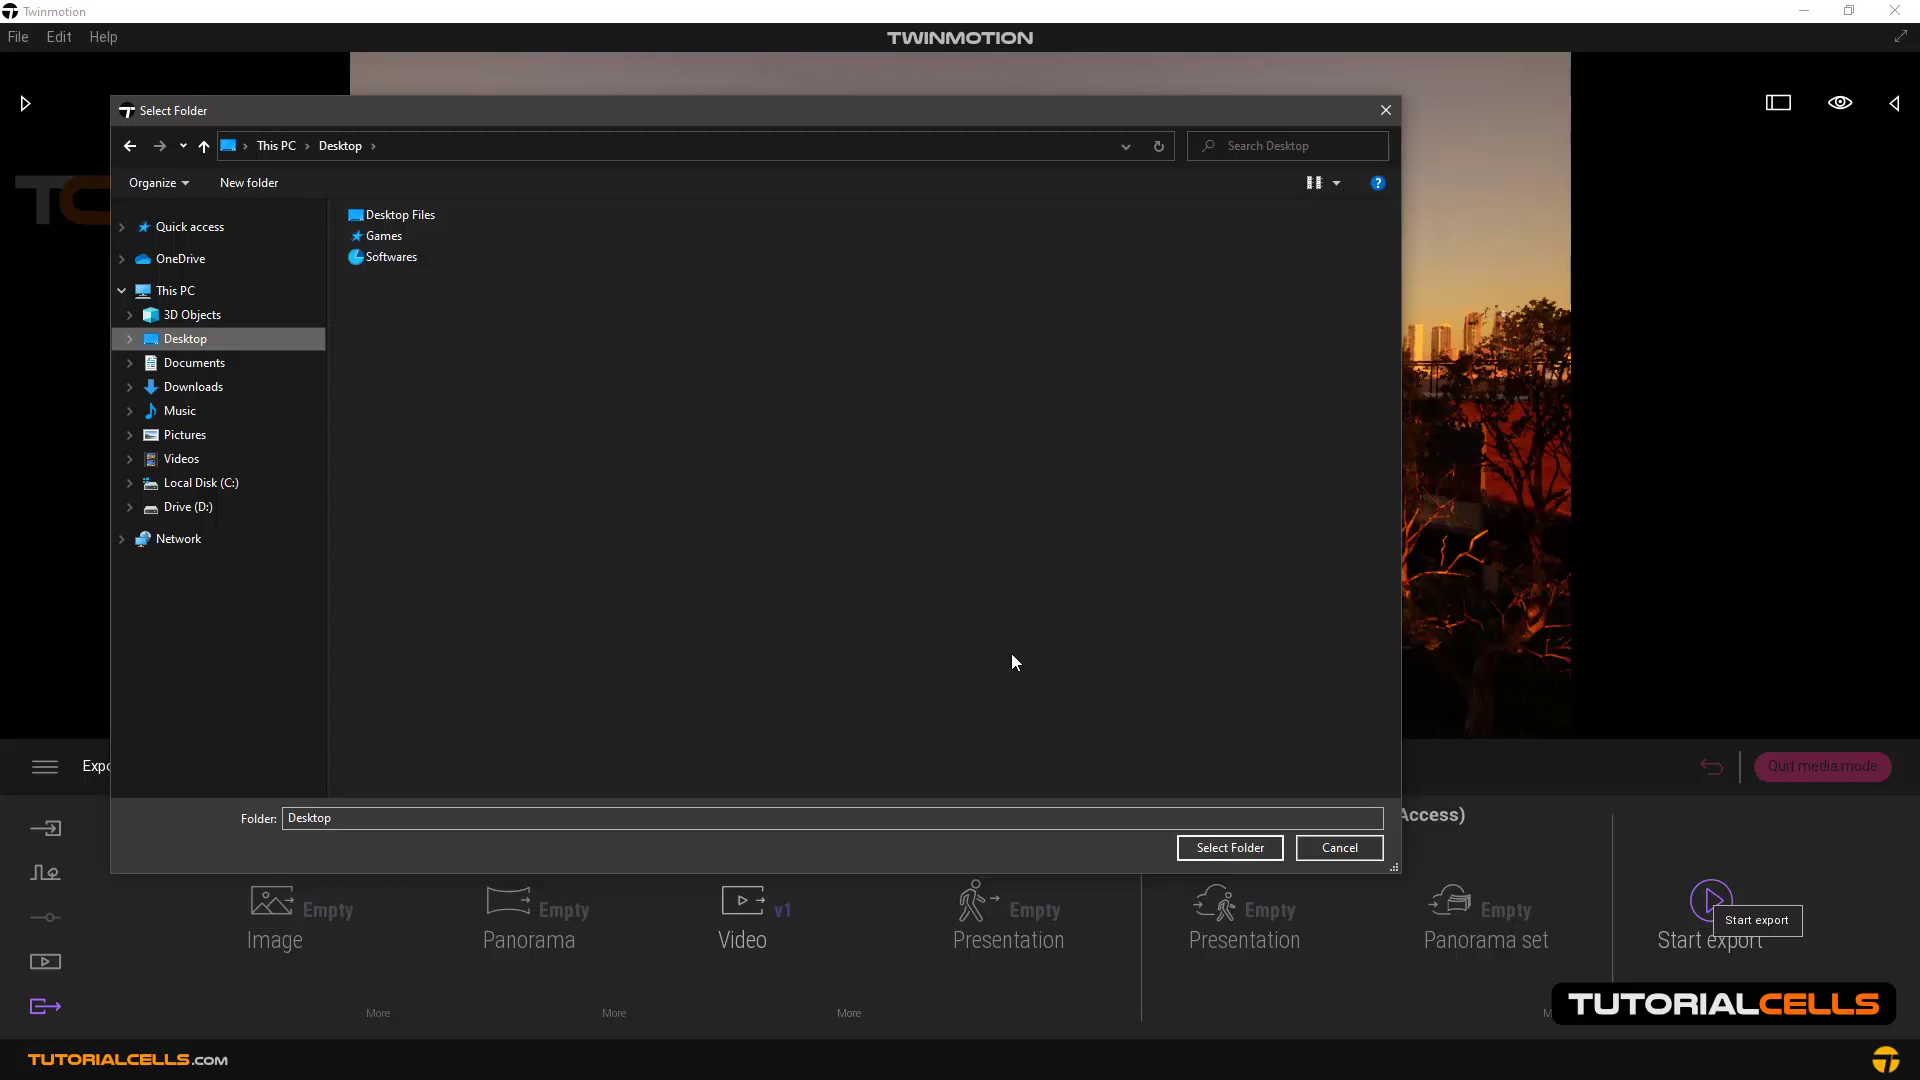 Twinmotion
File Edit Help
TWINMOTION
Select Folder
This PC Desktop
Search Desktop
Organize New folder
Quick access
OneDrive
This PC
3D Objects
Desktop
Documents
Downloads
Music
Pictures
Videos
Local Disk (C:)
Drive (D:)
Network
Desktop Files
Games
Softwares
Quit media mode
Folder: Desktop
Select Folder Cancel
Access)
Empty
Image
More
Empty
Panorama
More
v1
Video
More
Empty
Presentation
Empty
Presentation
Empty
Panorama set
Start export
Start export
TUTORIALCELLS
TUTORIALCELLS.COM